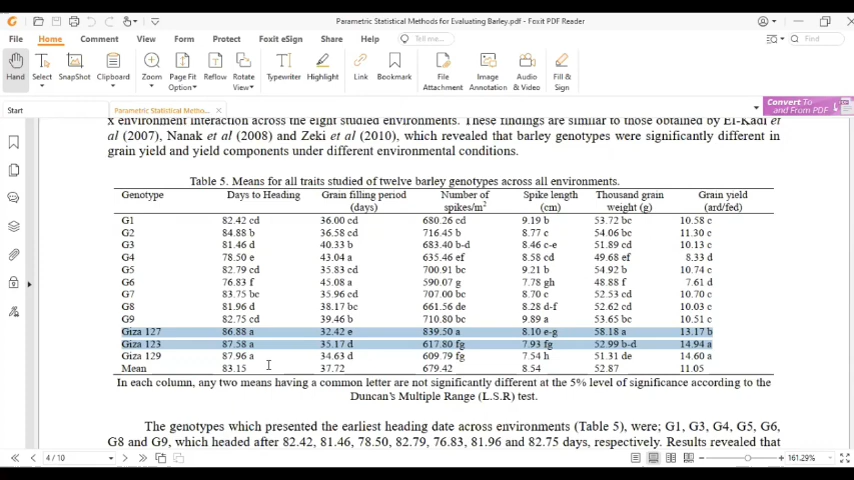 Parametric Statistical Methods for Evaluating Barley.pdf - Foxit PDF Reader
File Home Comment View Form Protect Foxit eSign Share Help Tell me... Find
Hand Select SnapShot Clipboard Zoom Page Fit Option Reflow Rotate View Typewriter Highlight Link Bookmark File Attachment Image Annotation Audio & Video Fill & Sign
Start Parametric Statistical Metho... Convert To and From PDF
x environment interaction across the eight studied environments. These findings are similar to those obtained by El-Kadi et
al (2007), Nanak et al (2008) and Zeki et al (2010), which revealed that barley genotypes were significantly different in
grain yield and yield components under different environmental conditions.
Table 5. Means for all traits studied of twelve barley genotypes across all environments.
Genotype Days to Heading Grain filling period (days) Number of spikes/m² Spike length (cm) Thousand grain weight (g) Grain yield (ard/fed)
G1 82.42 cd 36.00 cd 680.26 cd 9.19 b 53.72 bc 10.58 c
G2 84.88 b 36.58 cd 716.45 b 8.77 c 54.06 bc 11.30 c
G3 81.46 d 40.33 b 683.40 b-d 8.46 c-e 51.89 cd 10.13 c
G4 78.50 e 43.04 a 635.46 ef 8.58 cd 49.68 ef 8.33 d
G5 82.79 cd 35.83 cd 700.91 bc 9.21 b 54.92 b 10.74 c
G6 76.83 f 45.08 a 590.07 g 7.78 gh 48.88 f 7.61 d
G7 83.75 bc 35.96 cd 707.00 bc 8.70 c 52.53 cd 10.70 c
G8 81.96 d 38.17 bc 661.56 de 8.28 d-f 52.62 cd 10.03 c
G9 82.75 cd 39.46 b 710.80 bc 9.89 a 53.65 bc 10.51 c
Giza 127 86.88 a 32.42 e 839.50 a 8.10 e-g 58.18 a 13.17 b
Giza 123 87.58 a 35.17 d 617.80 fg 7.93 fg 52.99 b-d 14.94 a
Giza 129 87.96 a 34.63 d 609.79 fg 7.54 h 51.31 de 14.60 a
Mean 83.15 37.72 679.42 8.54 52.87 11.05
In each column, any two means having a common letter are not significantly different at the 5% level of significance according to the
Duncan's Multiple Range (L.S.R) test.
The genotypes which presented the earliest heading date across environments (Table 5), were; G1, G3, G4, G5, G6,
G8 and G9, which headed after 82.42, 81.46, 78.50, 82.79, 76.83, 81.96 and 82.75 days, respectively. Results revealed that
4 / 10 161.29%